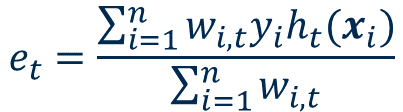 e_t = \frac{\sum_{i=1}^{n} w_{i,t} y_i h_t(\boldsymbol{x}_i)}{\sum_{i=1}^{n} w_{i,t}}